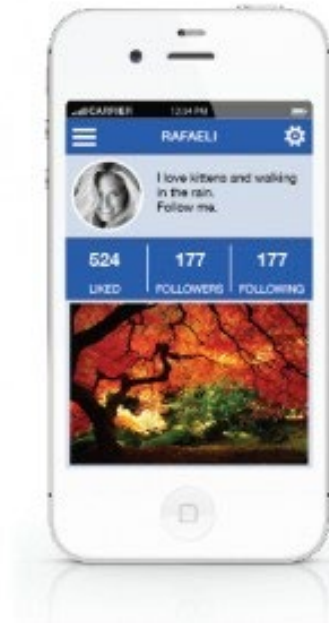 CARRIER 12:34 PM
RAFAELI
I love kittens and walking
in the rain.
Follow me.
524 177 177
LIKED FOLLOWERS FOLLOWING